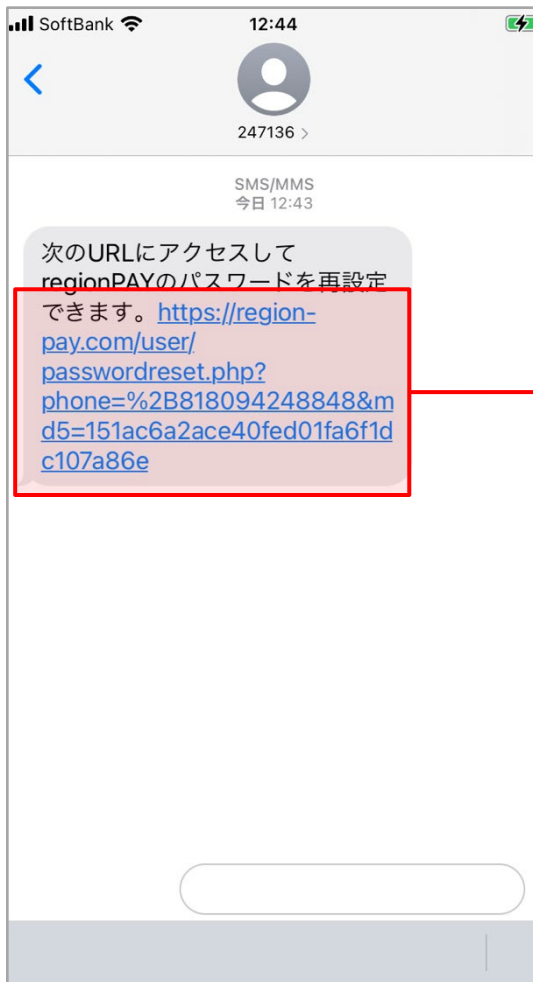 SoftBank 12:44
247136 >
SMS/MMS
今日 12:43
次のURLにアクセスして
regionPAYのパスワードを再設定
できます。https://region-
pay.com/user/
passwordreset.php?
phone=%2B818094248848&m
d5=151ac6a2ace40fed01fa6f1d
c107a86e